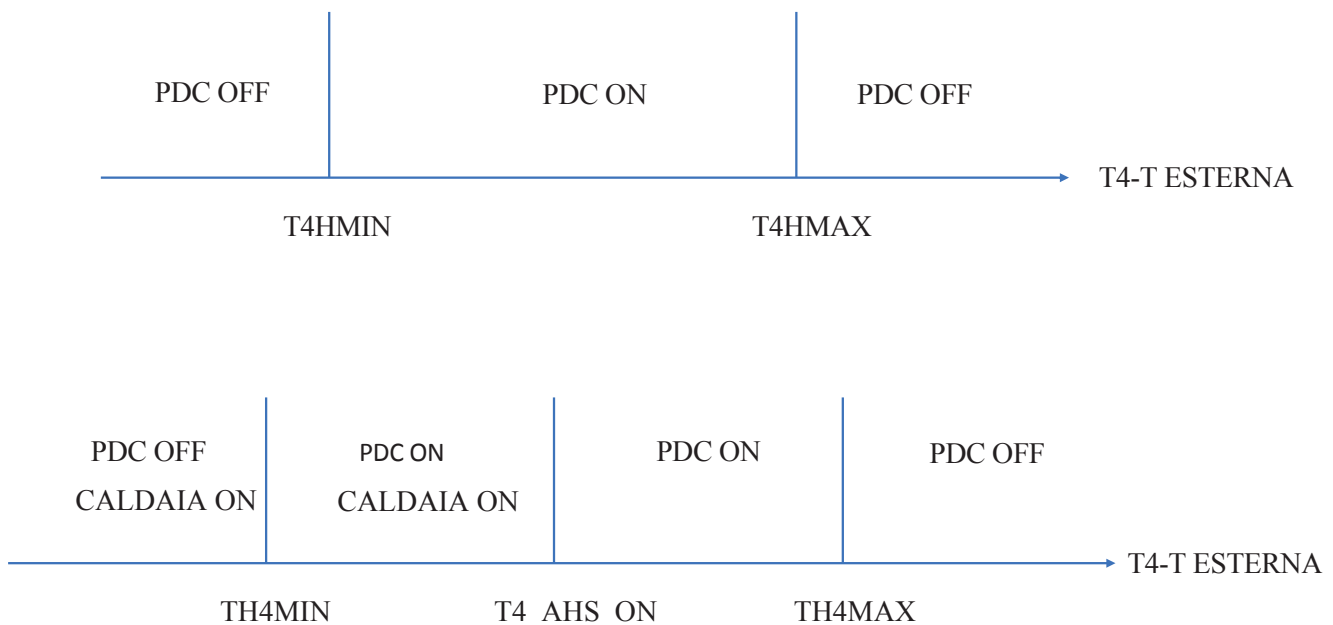 PDC OFF PDC ON PDC OFF
T4-T ESTERNA
T4HMIN T4HMAX
PDC OFF PDC ON PDC ON PDC OFF
CALDAIA ON CALDAIA ON
T4-T ESTERNA
TH4MIN T4 AHS ON TH4MAX